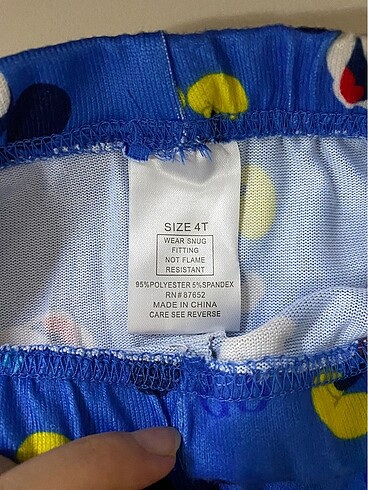 SIZE 4T
WEAR SNUG
FITTING
NOT FLAME
RESISTANT
95%POLYESTER 5%SPANDEX
RN#87652
MADE IN CHINA
CARE SEE REVERSE